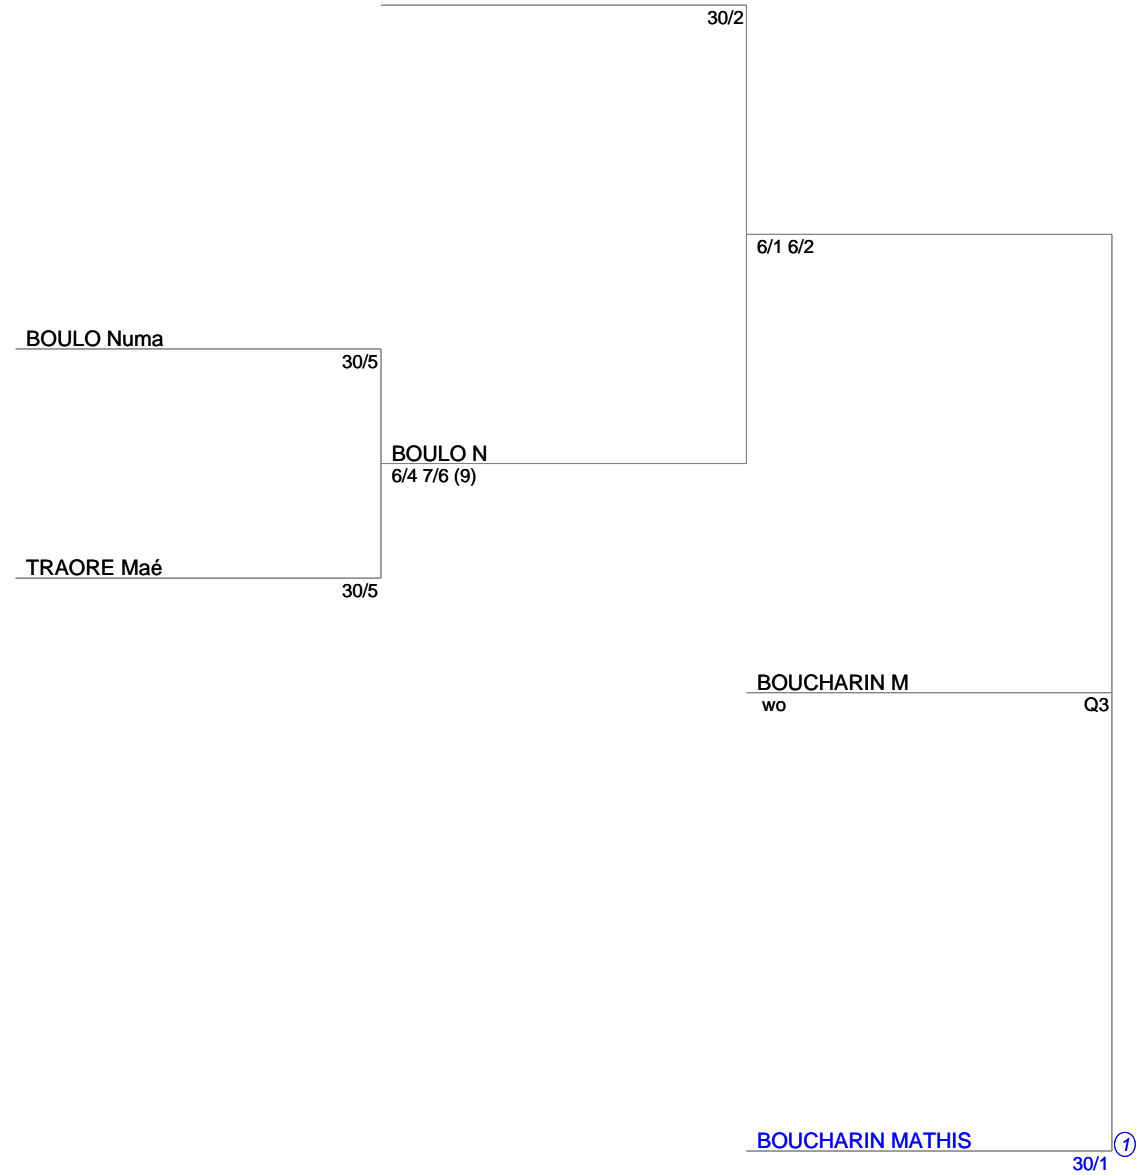 30/2
6/1 6/2
BOULO Numa
30/5
BOULO N
6/4 7/6 (9)
TRAORE Maé
30/5
BOUCHARIN M
wo Q3
BOUCHARIN MATHIS 1
30/1